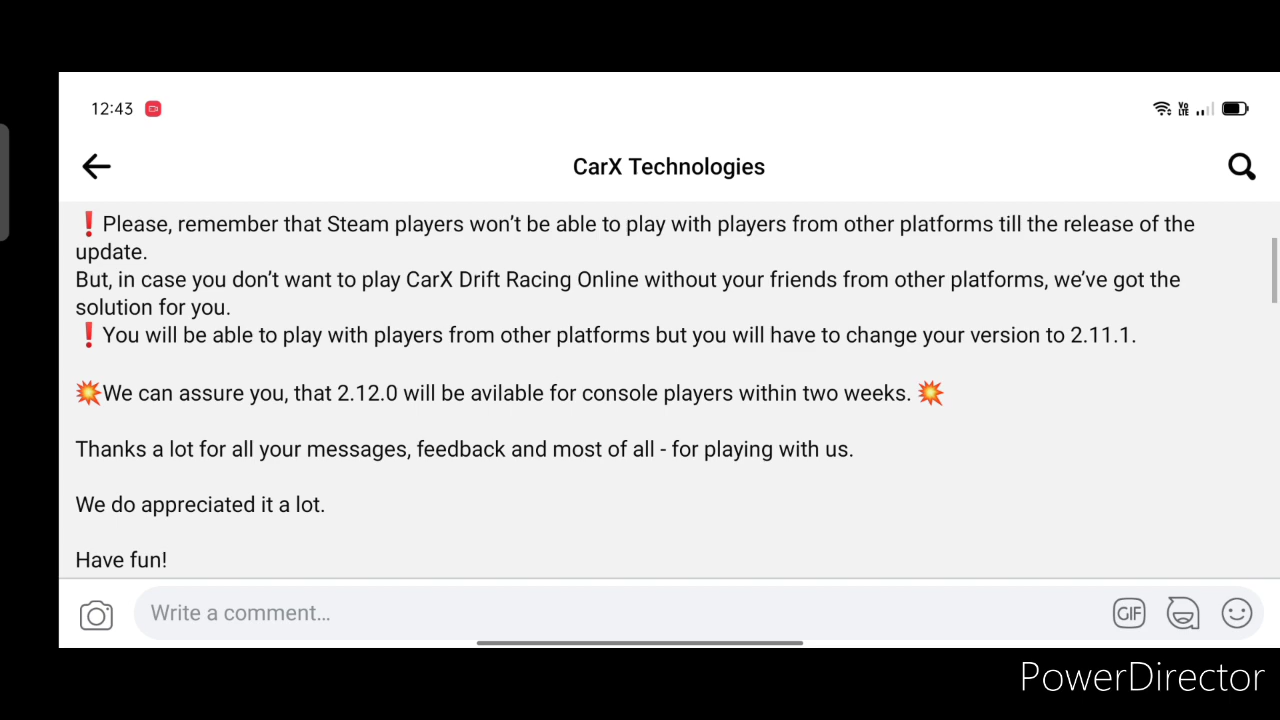 12:43
VoLTE
CarX Technologies
❗Please, remember that Steam players won't be able to play with players from other platforms till the release of the
update.
But, in case you don’t want to play CarX Drift Racing Online without your friends from other platforms, we’ve got the
solution for you.
❗You will be able to play with players from other platforms but you will have to change your version to 2.11.1.
💥We can assure you, that 2.12.0 will be avilable for console players within two weeks. 💥
Thanks a lot for all your messages, feedback and most of all - for playing with us.
We do appreciated it a lot.
Have fun!
Write a comment...
GIF
PowerDirector